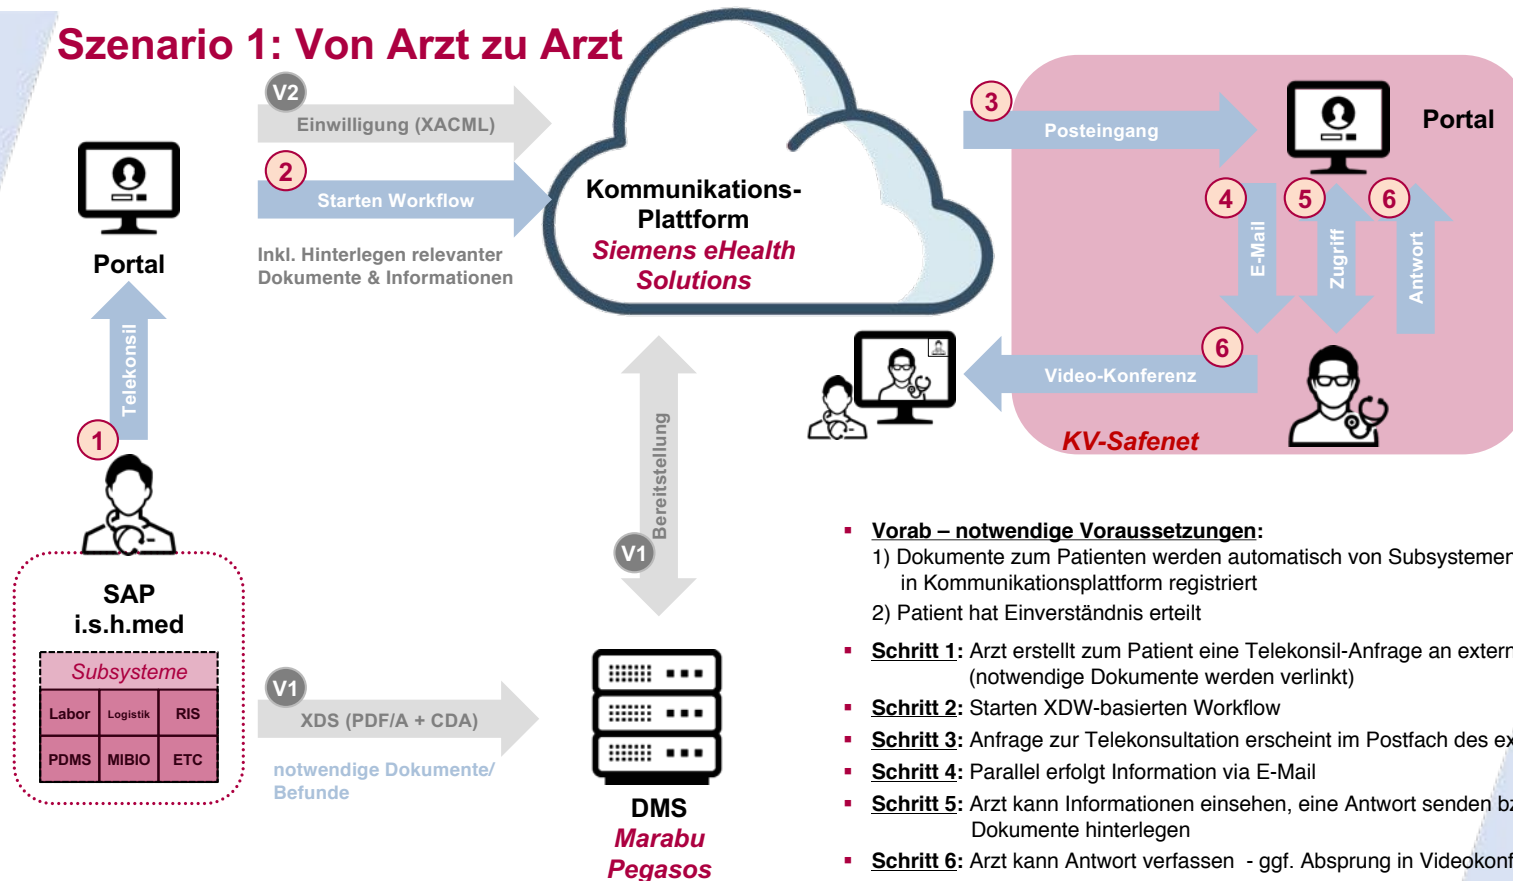 Szenario 1: Von Arzt zu Arzt
V2
Einwilligung (XACML)
2
Starten Workflow
Inkl. Hinterlegen relevanter
Dokumente & Informationen
Portal
Telekonsil
1
SAP
i.s.h.med
Subsysteme
Labor Logistik RIS
PDMS MIBIO ETC
V1
XDS (PDF/A + CDA)
notwendige Dokumente/
Befunde
Kommunikations-
Plattform
Siemens eHealth
Solutions
Bereitstellung
V1
DMS
Marabu
Pegasos
3
Posteingang
Portal
4
E-Mail
5
Zugriff
6
Antwort
6
Video-Konferenz
KV-Safenet
▪ Vorab – notwendige Voraussetzungen:
1) Dokumente zum Patienten werden automatisch von Subsystemen
in Kommunikationsplattform registriert
2) Patient hat Einverständnis erteilt
▪ Schritt 1: Arzt erstellt zum Patient eine Telekonsil-Anfrage an extern
(notwendige Dokumente werden verlinkt)
▪ Schritt 2: Starten XDW-basierten Workflow
▪ Schritt 3: Anfrage zur Telekonsultation erscheint im Postfach des ex
▪ Schritt 4: Parallel erfolgt Information via E-Mail
▪ Schritt 5: Arzt kann Informationen einsehen, eine Antwort senden bz
Dokumente hinterlegen
▪ Schritt 6: Arzt kann Antwort verfassen - ggf. Absprung in Videokonf